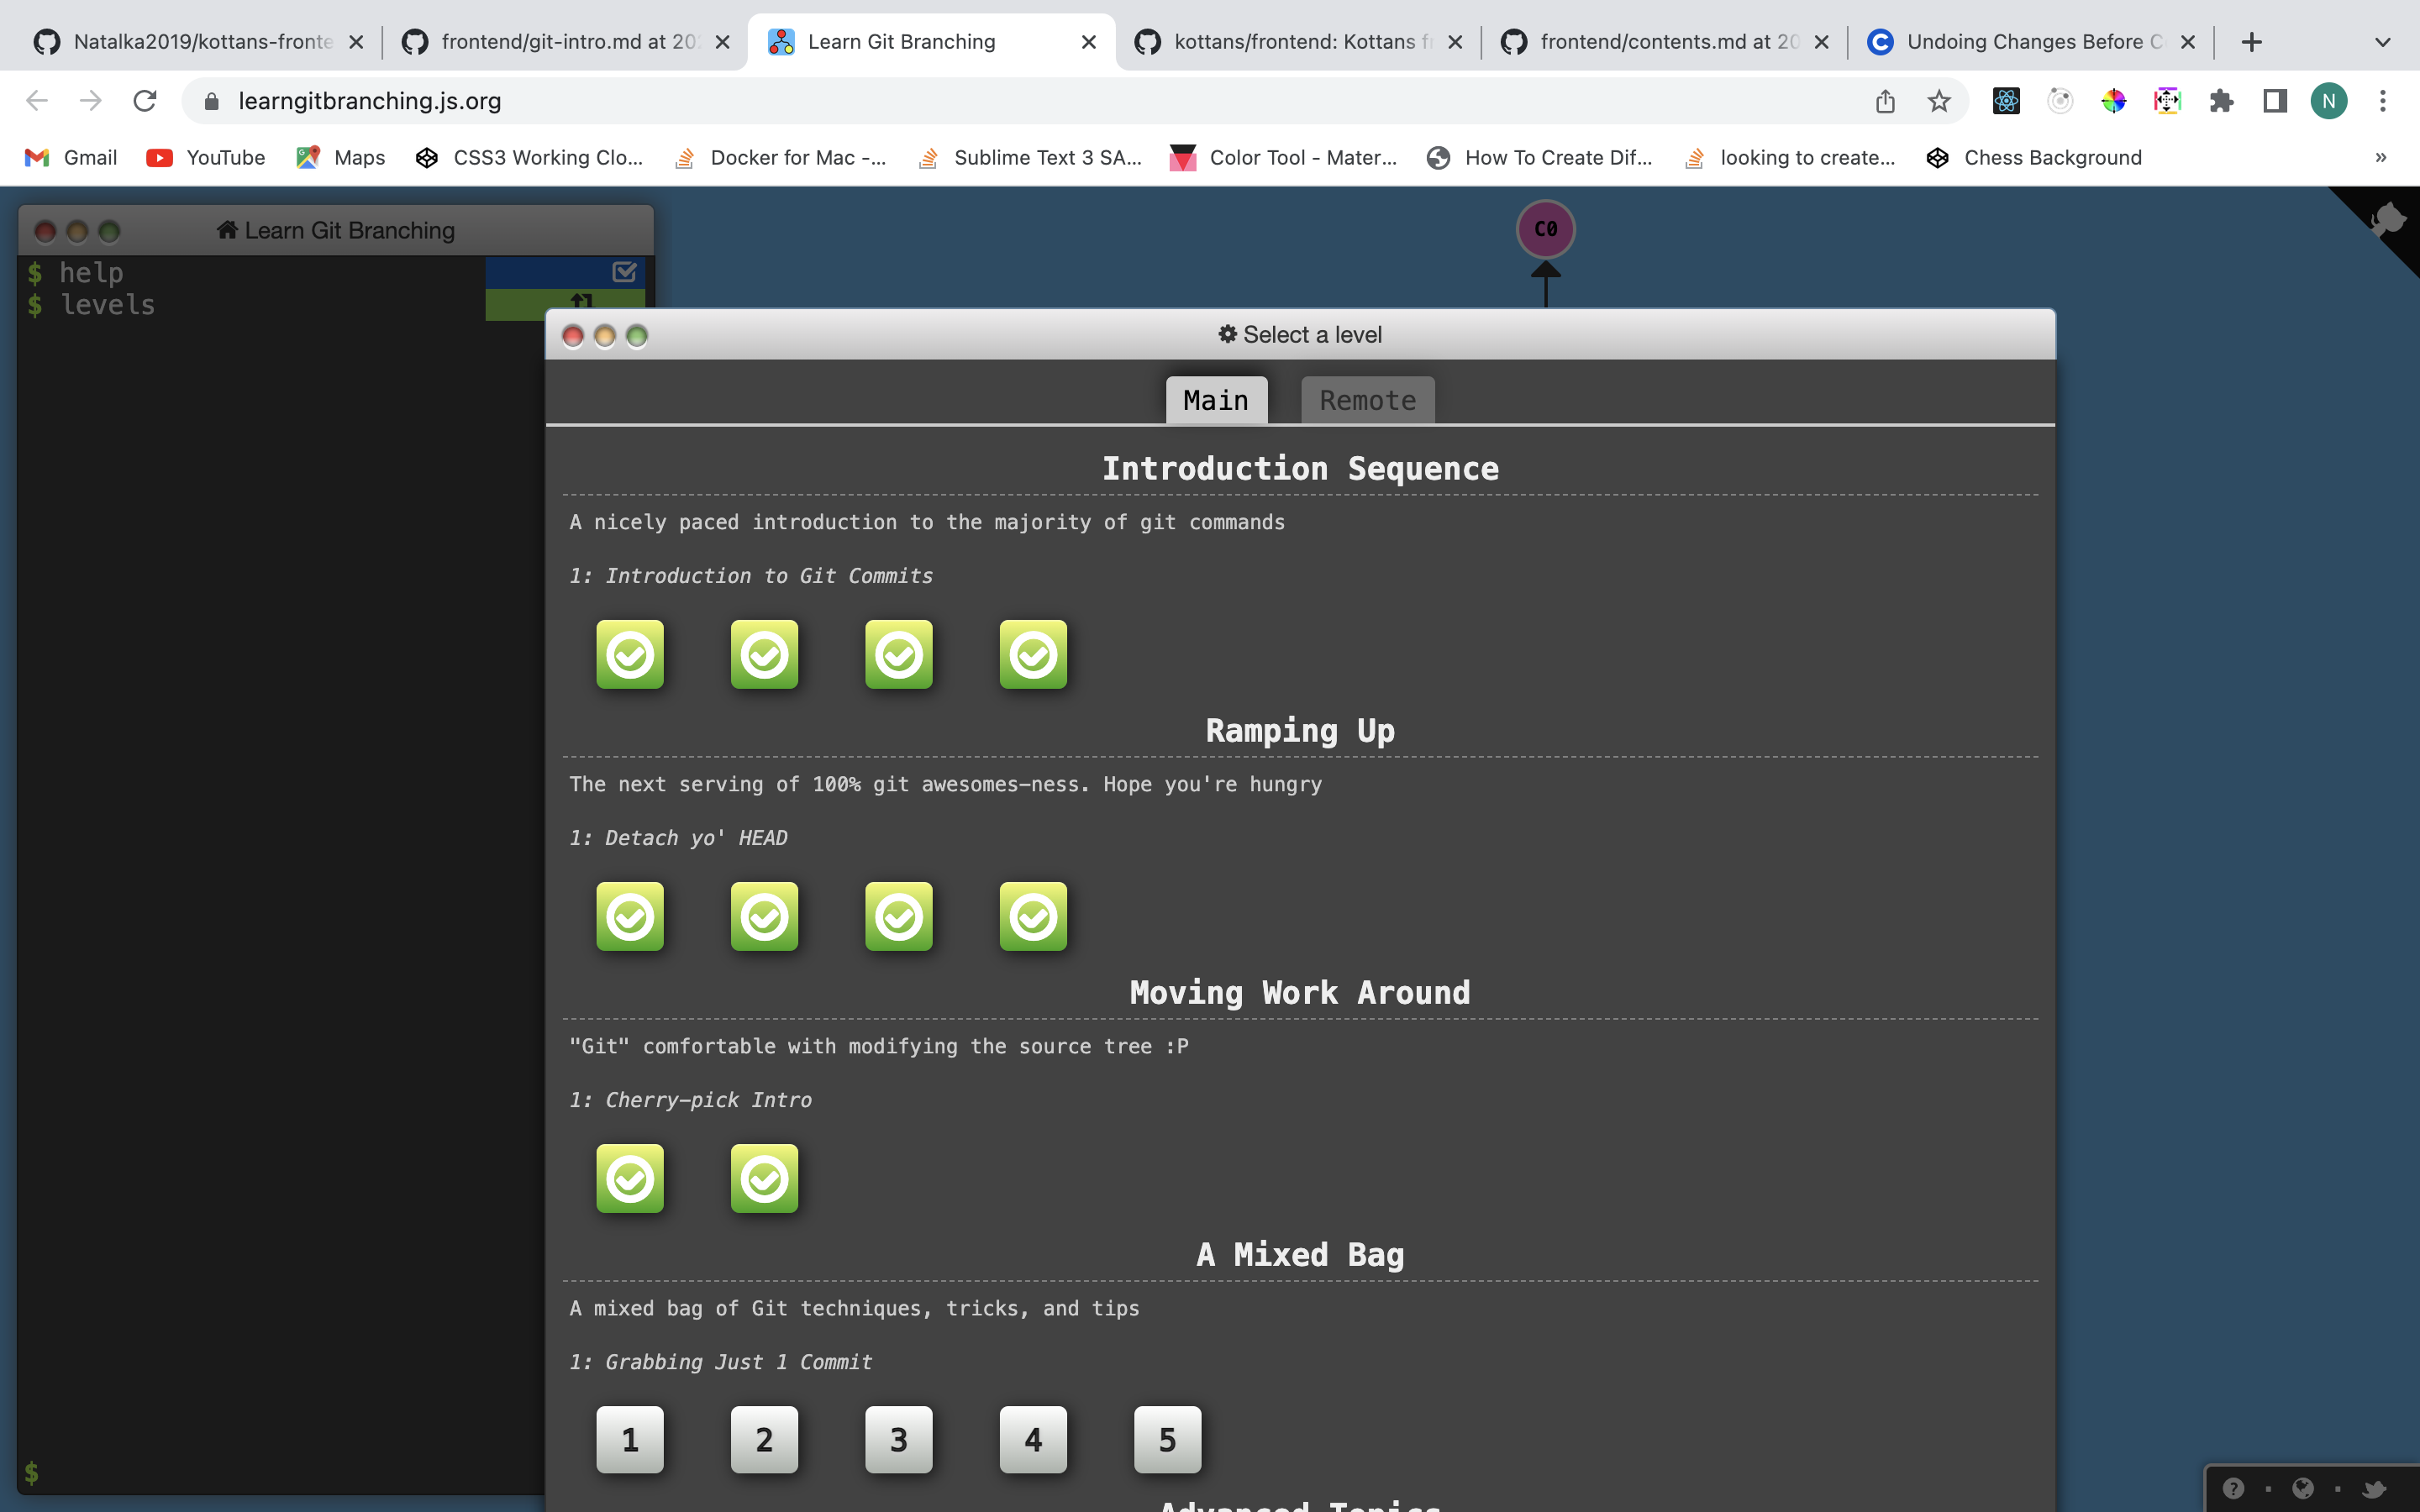 Natalka2019/kottans-fronte
frontend/git-intro.md at 20
Learn Git Branching
kottans/frontend: Kottans f
frontend/contents.md at 20
Undoing Changes Before C
learngitbranching.js.org
N
Gmail
YouTube
Maps
CSS3 Working Clo...
Docker for Mac -...
Sublime Text 3 SA...
Color Tool - Mater...
How To Create Dif...
looking to create...
Chess Background
»
Learn Git Branching
$ help
$ levels
C0
Select a level
Main
Remote
Introduction Sequence
A nicely paced introduction to the majority of git commands
1: Introduction to Git Commits
Ramping Up
The next serving of 100% git awesomes-ness. Hope you're hungry
1: Detach yo' HEAD
Moving Work Around
"Git" comfortable with modifying the source tree :P
1: Cherry-pick Intro
A Mixed Bag
A mixed bag of Git techniques, tricks, and tips
1: Grabbing Just 1 Commit
1 2 3 4 5
$
Advanced Topics